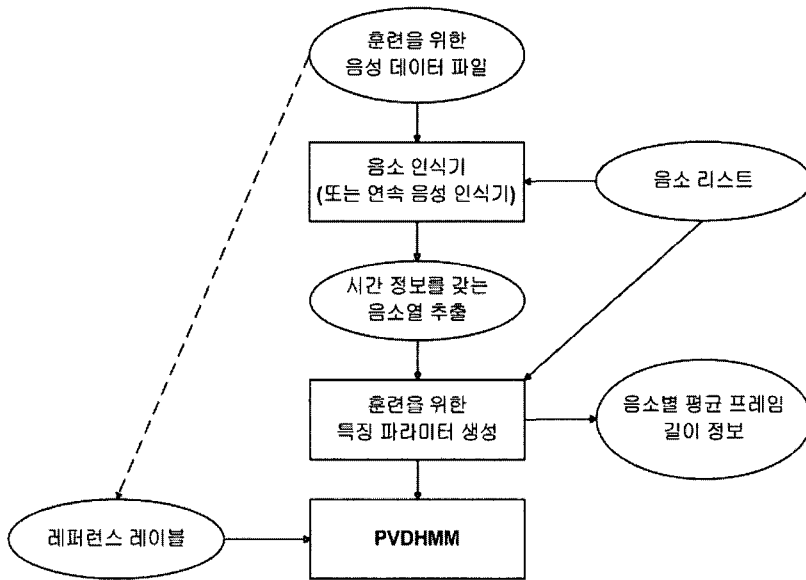 훈련을 위한
음성 데이터 파일
음소 인식기
(또는 연속 음성 인식기)
음소 리스트
시간 정보를 갖는
음소열 추출
훈련을 위한
특징 파라미터 생성
음소별 평균 프레임
길이 정보
레퍼런스 레이블
PVDHMM